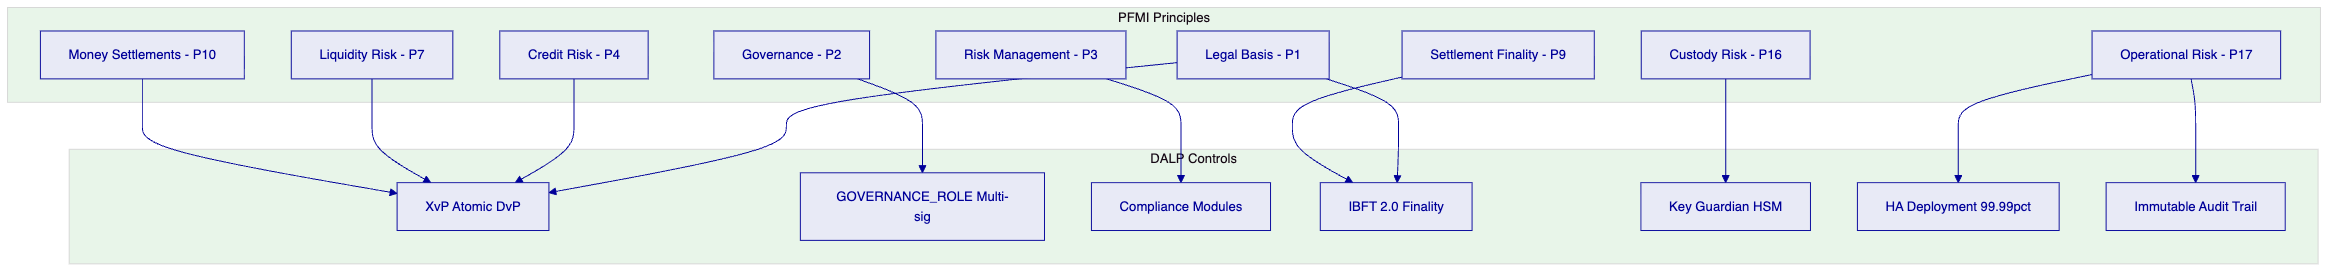 PFMI Principles
Money Settlements - P10
Liquidity Risk - P7
Credit Risk - P4
Governance - P2
Risk Management - P3
Legal Basis - P1
Settlement Finality - P9
Custody Risk - P16
Operational Risk - P17
DALP Controls
XvP Atomic DvP
GOVERNANCE_ROLE Multi-
sig
Compliance Modules
IBFT 2.0 Finality
Key Guardian HSM
HA Deployment 99.99pct
Immutable Audit Trail